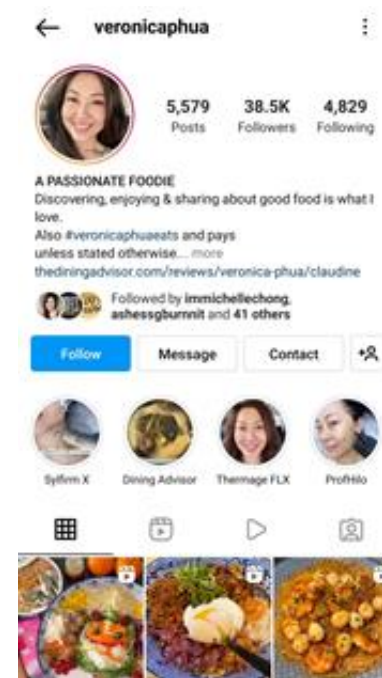 veronicaphua
5,579 38.5K 4,829
Posts Followers Following
A PASSIONATE FOODIE
Discovering, enjoying & sharing about good food is what I
love.
Also #veronicaphuaeats and pays
unless stated otherwise... more
thediningadvisor.com/reviews/veronica-phua/claudine
Followed by immichellechong,
ashessgburnnit and 41 others
Follow Message Contact
Sylfirm X Dining Advisor Thermage FLX ProfHilo